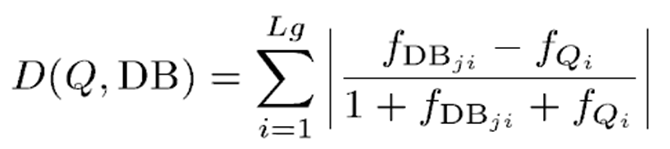 D(Q, DB) = \sum_{i=1}^{Lg} \left| \frac{f_{DB_{ji}} - f_{Q_i}}{1 + f_{DB_{ji}} + f_{Q_i}} \right|